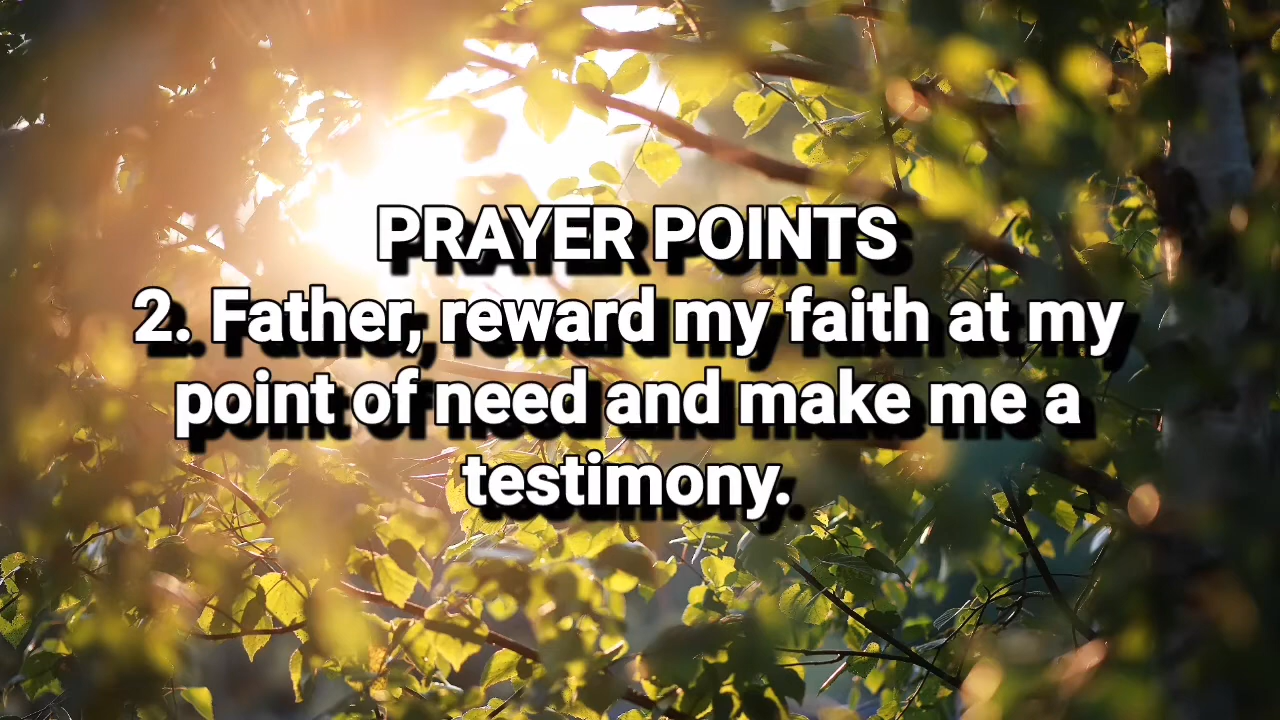 PRAYER POINTS
2. Father, reward my faith at my
point of need and make me a
testimony.